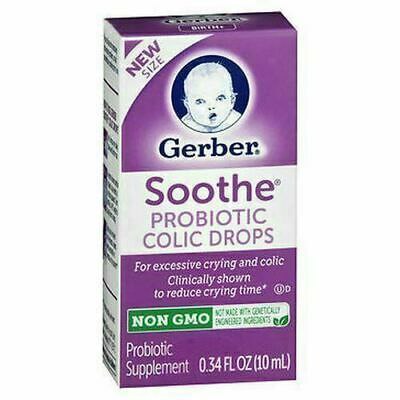 BIRTH+
NEW
SIZE
Gerber®
Soothe®
PROBIOTIC
COLIC DROPS
For excessive crying and colic
Clinically shown
to reduce crying time*
U D
NON GMO
NOT MADE WITH GENETICALLY
ENGINEERED INGREDIENTS
Probiotic
Supplement
0.34 FL OZ (10 mL)